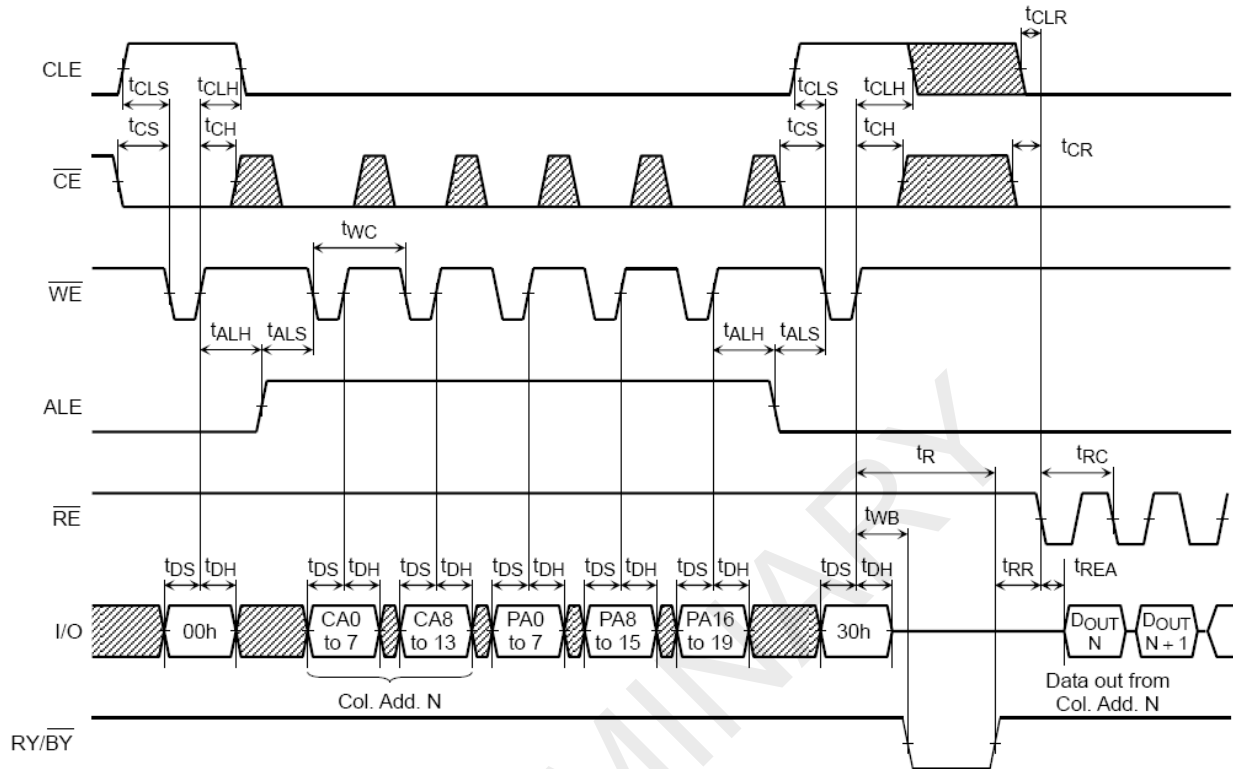 tCLR
CLE
tCLS tCLH tCLS tCLH
tCS tCH tCS tCH tCR
CE
tWC
WE
tALH tALS tALH tALS
ALE
tR tRC
RE
tWB
tDS tDH tDS tDH tDS tDH tDS tDH tDS tDH tDS tDH tDS tDH tRR tREA
I/O
00h
CA0 to 7
CA8 to 13
PA0 to 7
PA8 to 15
PA16 to 19
30h
DOUT N
DOUT N + 1
Col. Add. N
Data out from
Col. Add. N
RY/BY
MINARY